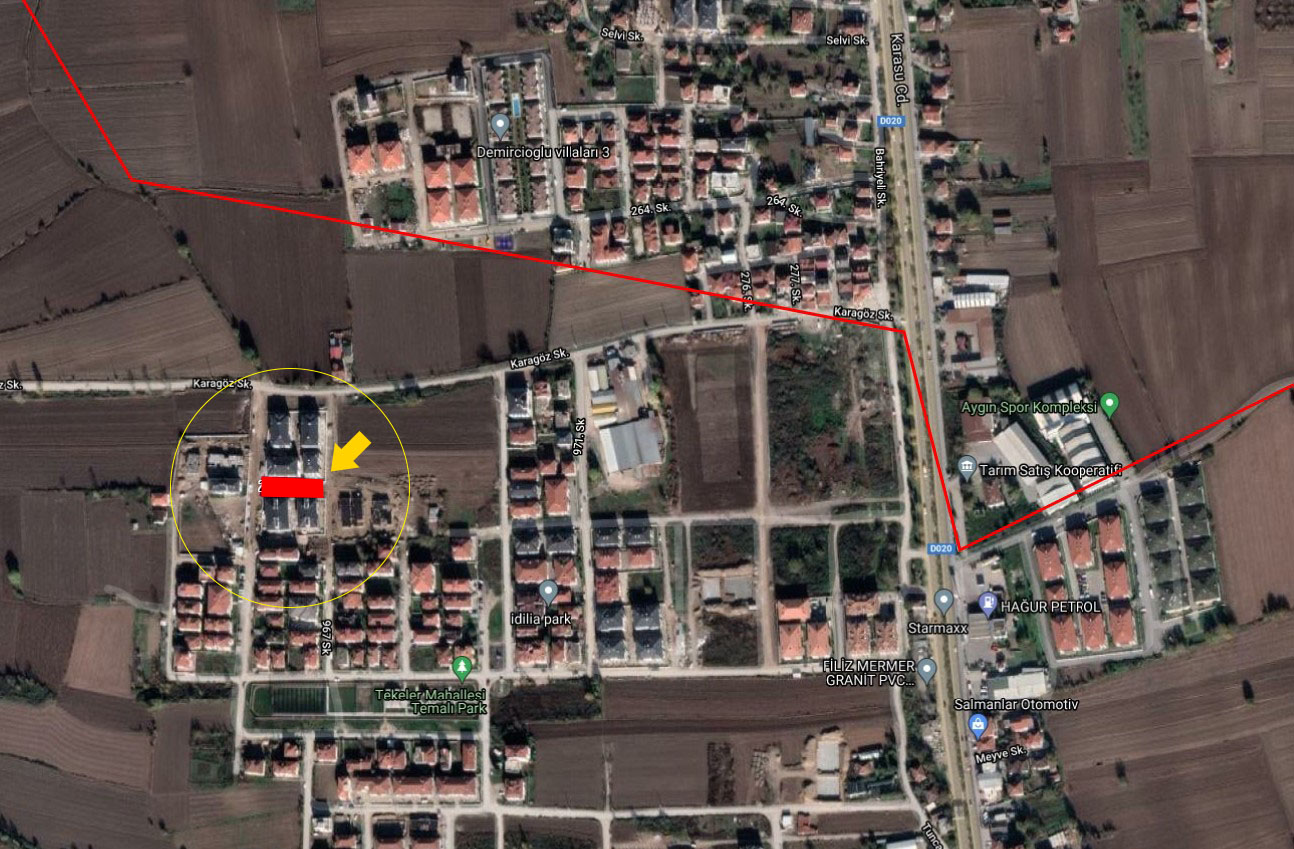 Selvi Sk.
Selvi Sk.
Karasu Cd.
D020
Demircioglu villaları 3
Bahriyeli Sk.
264. Sk.
264. Sk.
276. Sk.
277. Sk.
Karagöz Sk.
Karagöz Sk.
z Sk.
Karagöz Sk.
971. Sk
Aygın Spor Kompleksi
Tarım Satış Kooperatifi
D020
idilia park
HAĞUR PETROL
Starmaxx
967. Sk
FİLİZ MERMER
GRANİT PVC...
Tekeler Mahallesi
Temalı Park
Salmanlar Otomotiv
Meyve Sk.